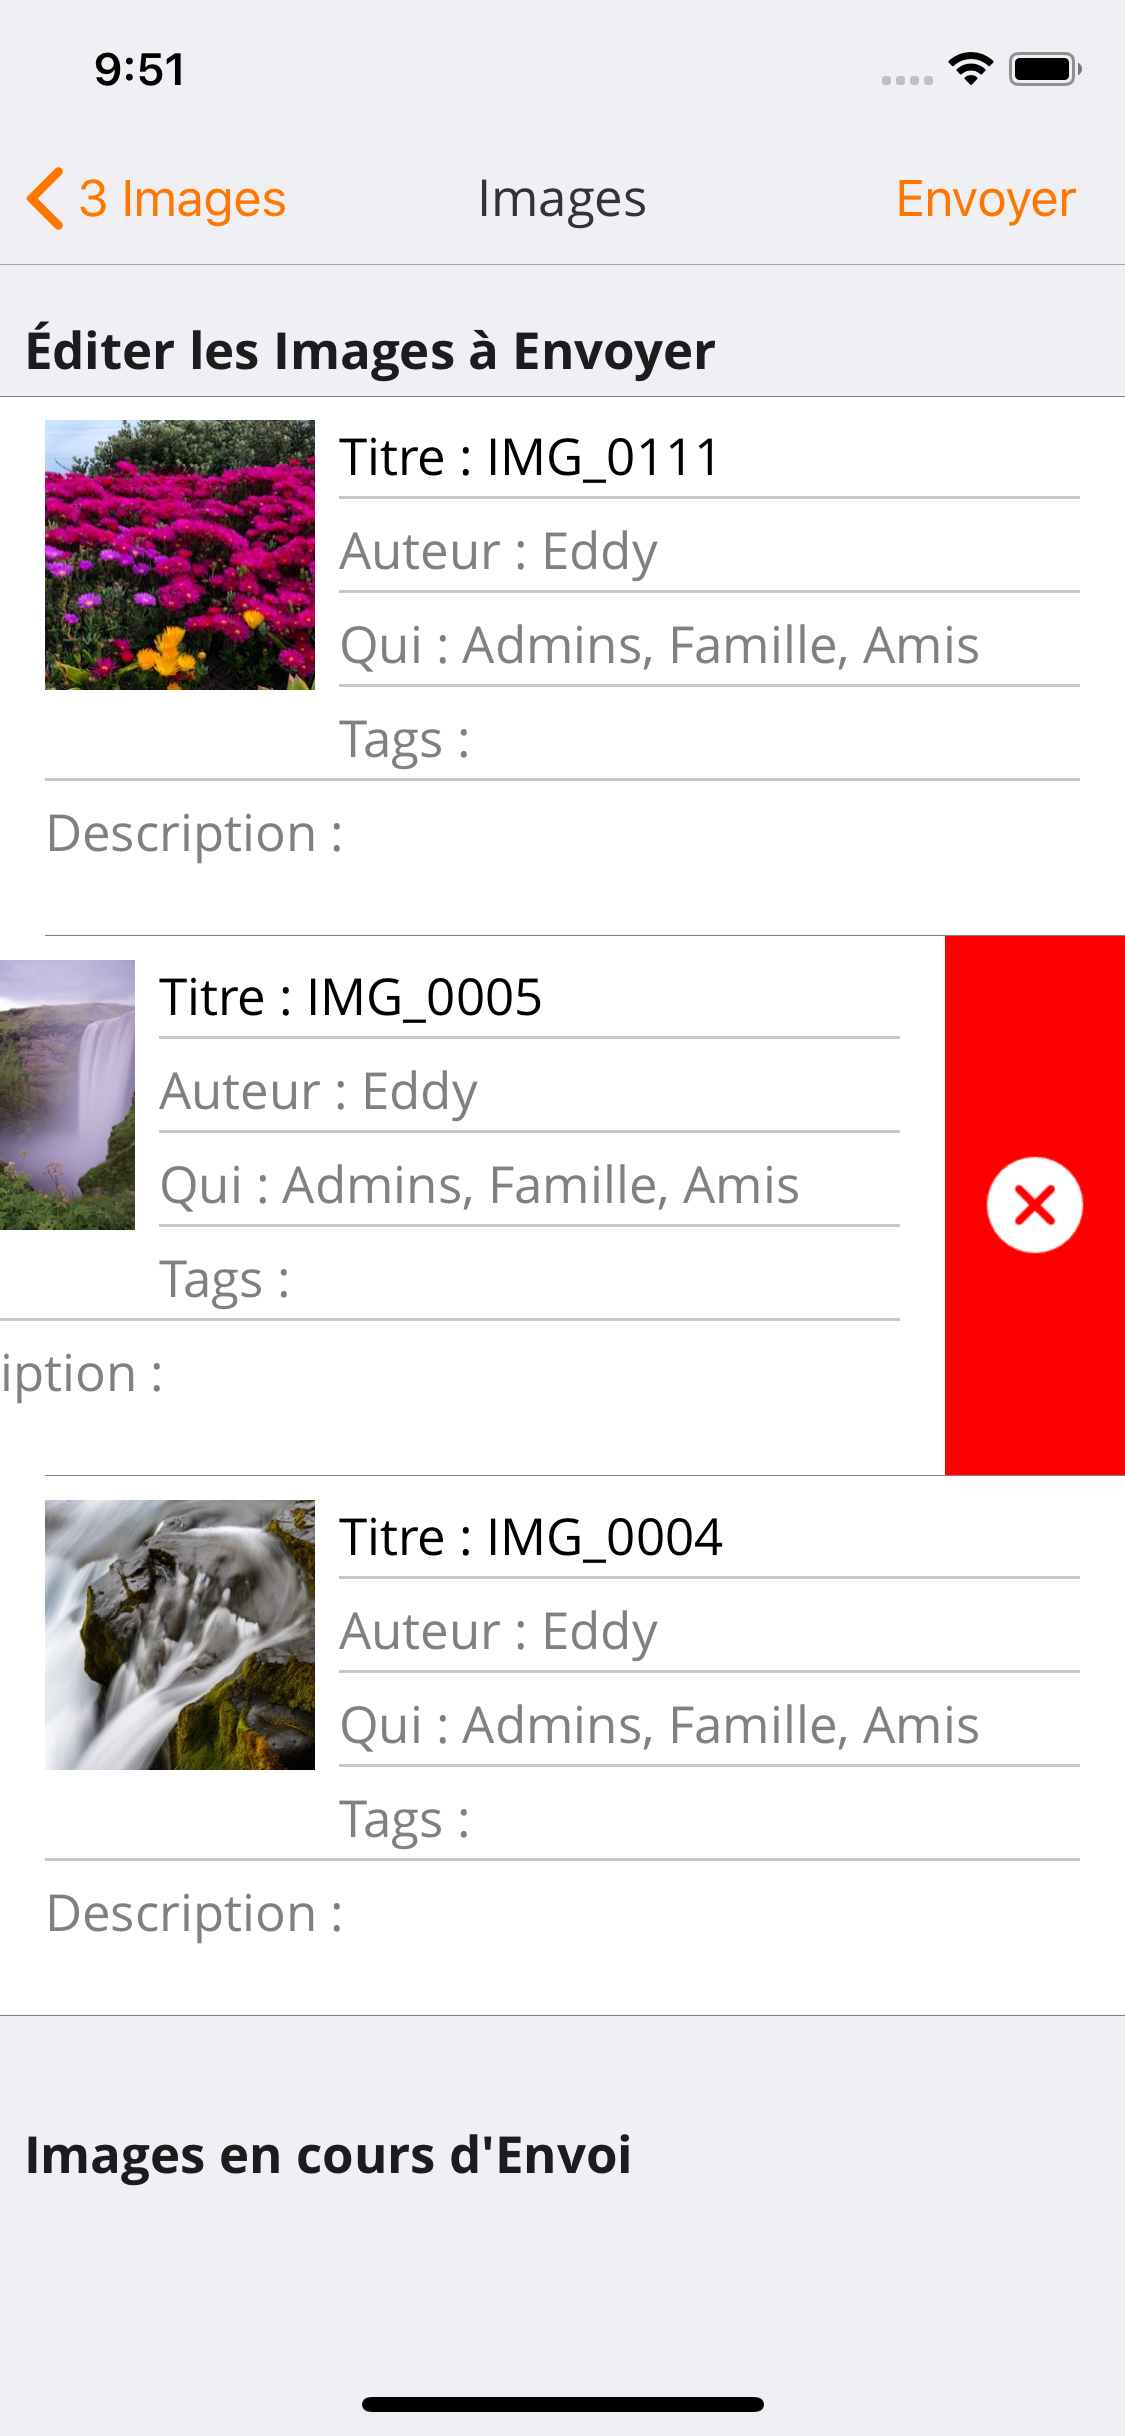 9:51
3 Images
Images
Envoyer
Éditer les Images à Envoyer
Titre : IMG_0111
Auteur : Eddy
Qui : Admins, Famille, Amis
Tags :
Description :
Titre : IMG_0005
Auteur : Eddy
Qui : Admins, Famille, Amis
Tags :
iption :
Titre : IMG_0004
Auteur : Eddy
Qui : Admins, Famille, Amis
Tags :
Description :
Images en cours d'Envoi